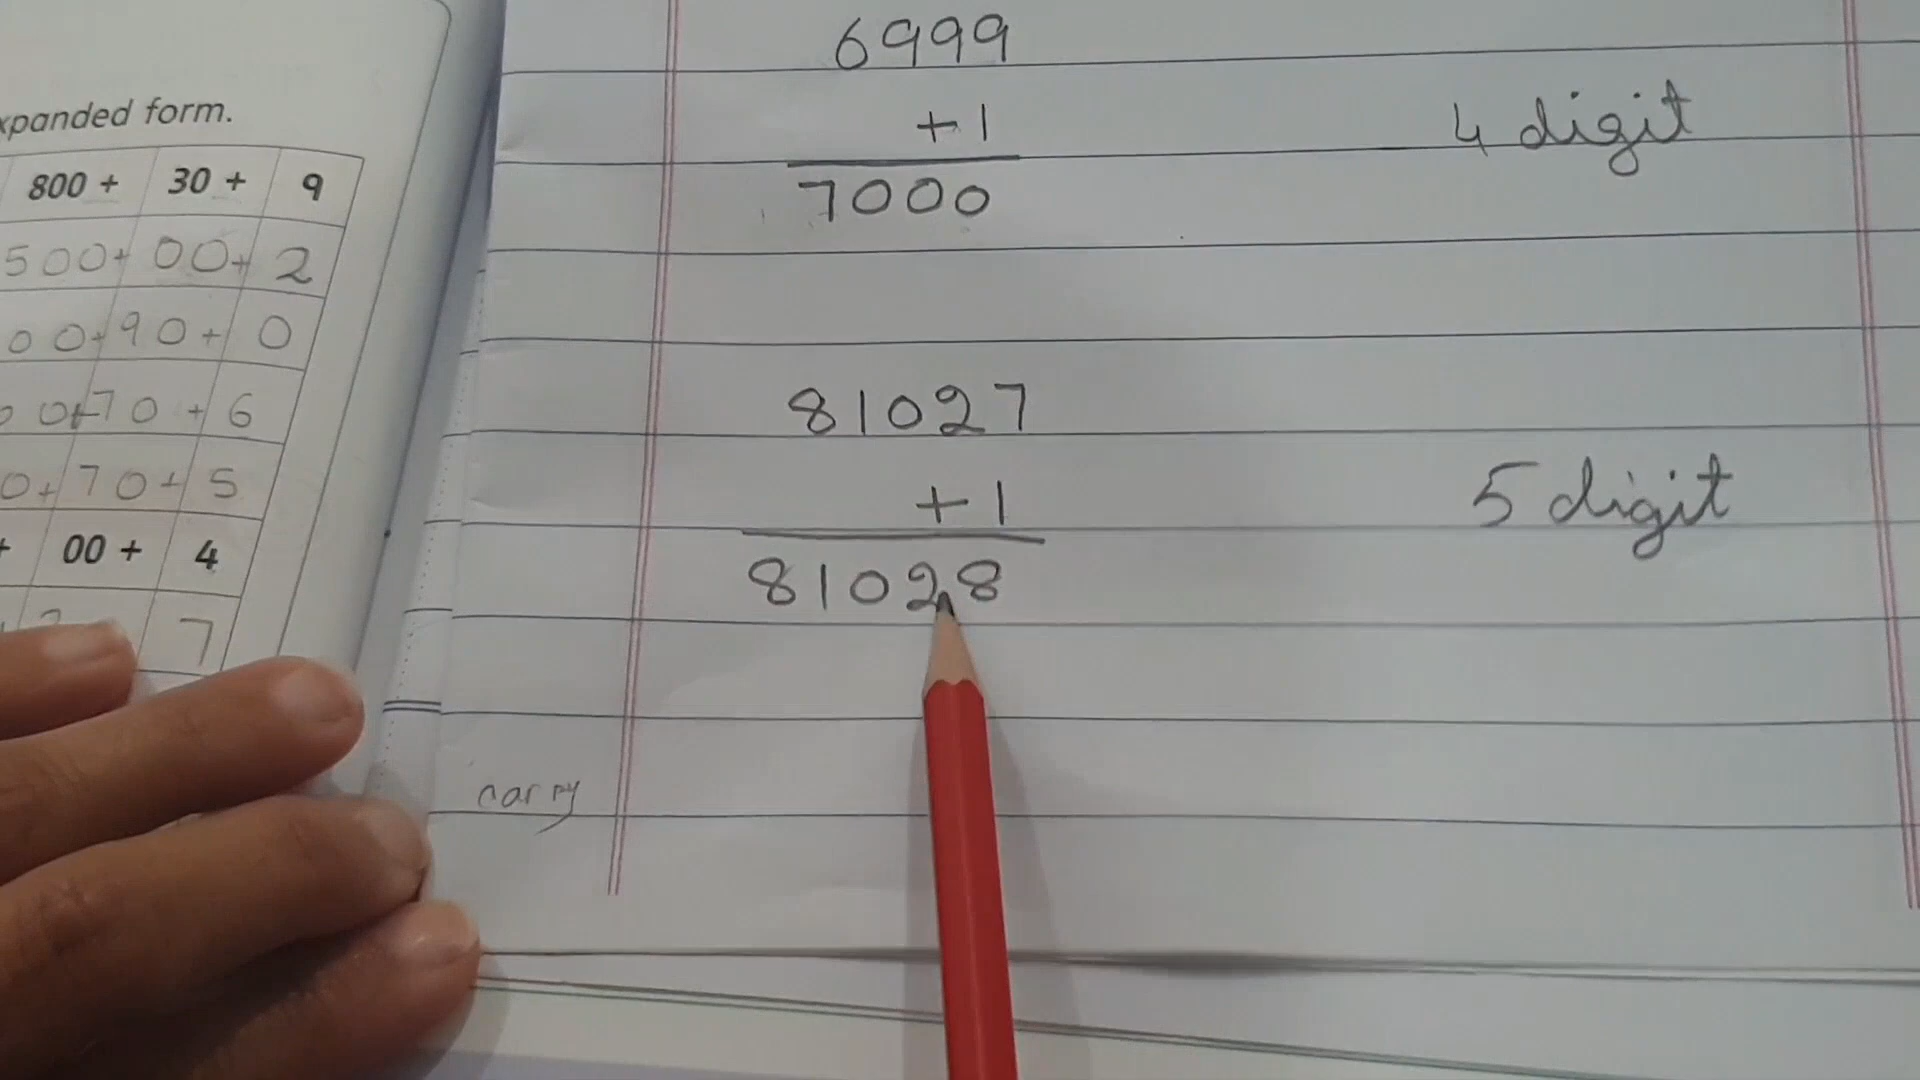 xpanded form.
800 + 30 + 9
500+ 00+ 2
00+ 90+ 0
0+ 70 + 6
0+ 70+ 5
+ 00 + 4
7
6999
+1
7000
4 digit
81027
+1
81028
5 digit
carry